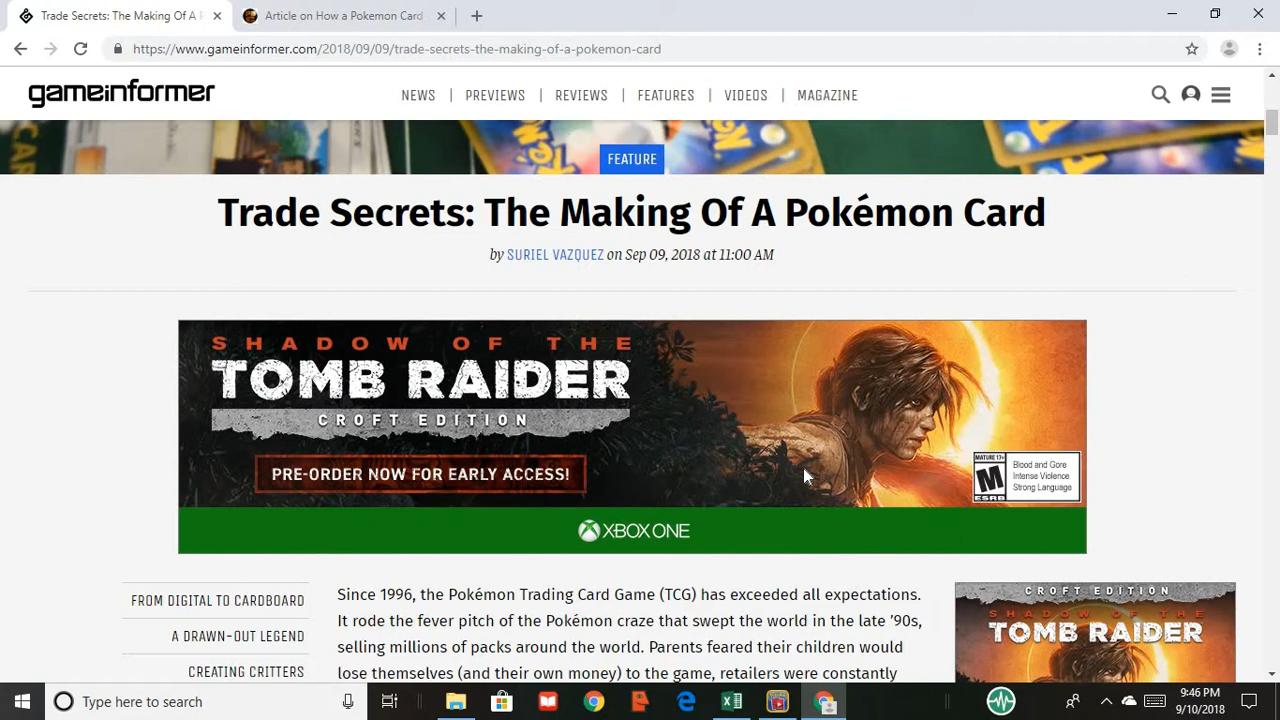 Trade Secrets: The Making Of A P
Article on How a Pokemon Card
https://www.gameinformer.com/2018/09/09/trade-secrets-the-making-of-a-pokemon-card
gameinformer
NEWS | PREVIEWS | REVIEWS | FEATURES | VIDEOS | MAGAZINE
FEATURE
Trade Secrets: The Making Of A Pokémon Card
by SURIEL VAZQUEZ on Sep 09, 2018 at 11:00 AM
SHADOW OF THE
TOMB RAIDER
CROFT EDITION
PRE-ORDER NOW FOR EARLY ACCESS!
MATURE 17+
M
ESRB
Blood and Gore
Intense Violence
Strong Language
XBOX ONE
FROM DIGITAL TO CARDBOARD
A DRAWN-OUT LEGEND
CREATING CRITTERS
Since 1996, the Pokémon Trading Card Game (TCG) has exceeded all expectations.
It rode the fever pitch of the Pokémon craze that swept the world in the late ’90s,
selling millions of packs around the world. Parents feared their children would
lose themselves (and their own money) to the game, retailers were constantly
CROFT EDITION
SHADOW OF THE
TOMB RAIDER
Type here to search
9:46 PM
9/10/2018